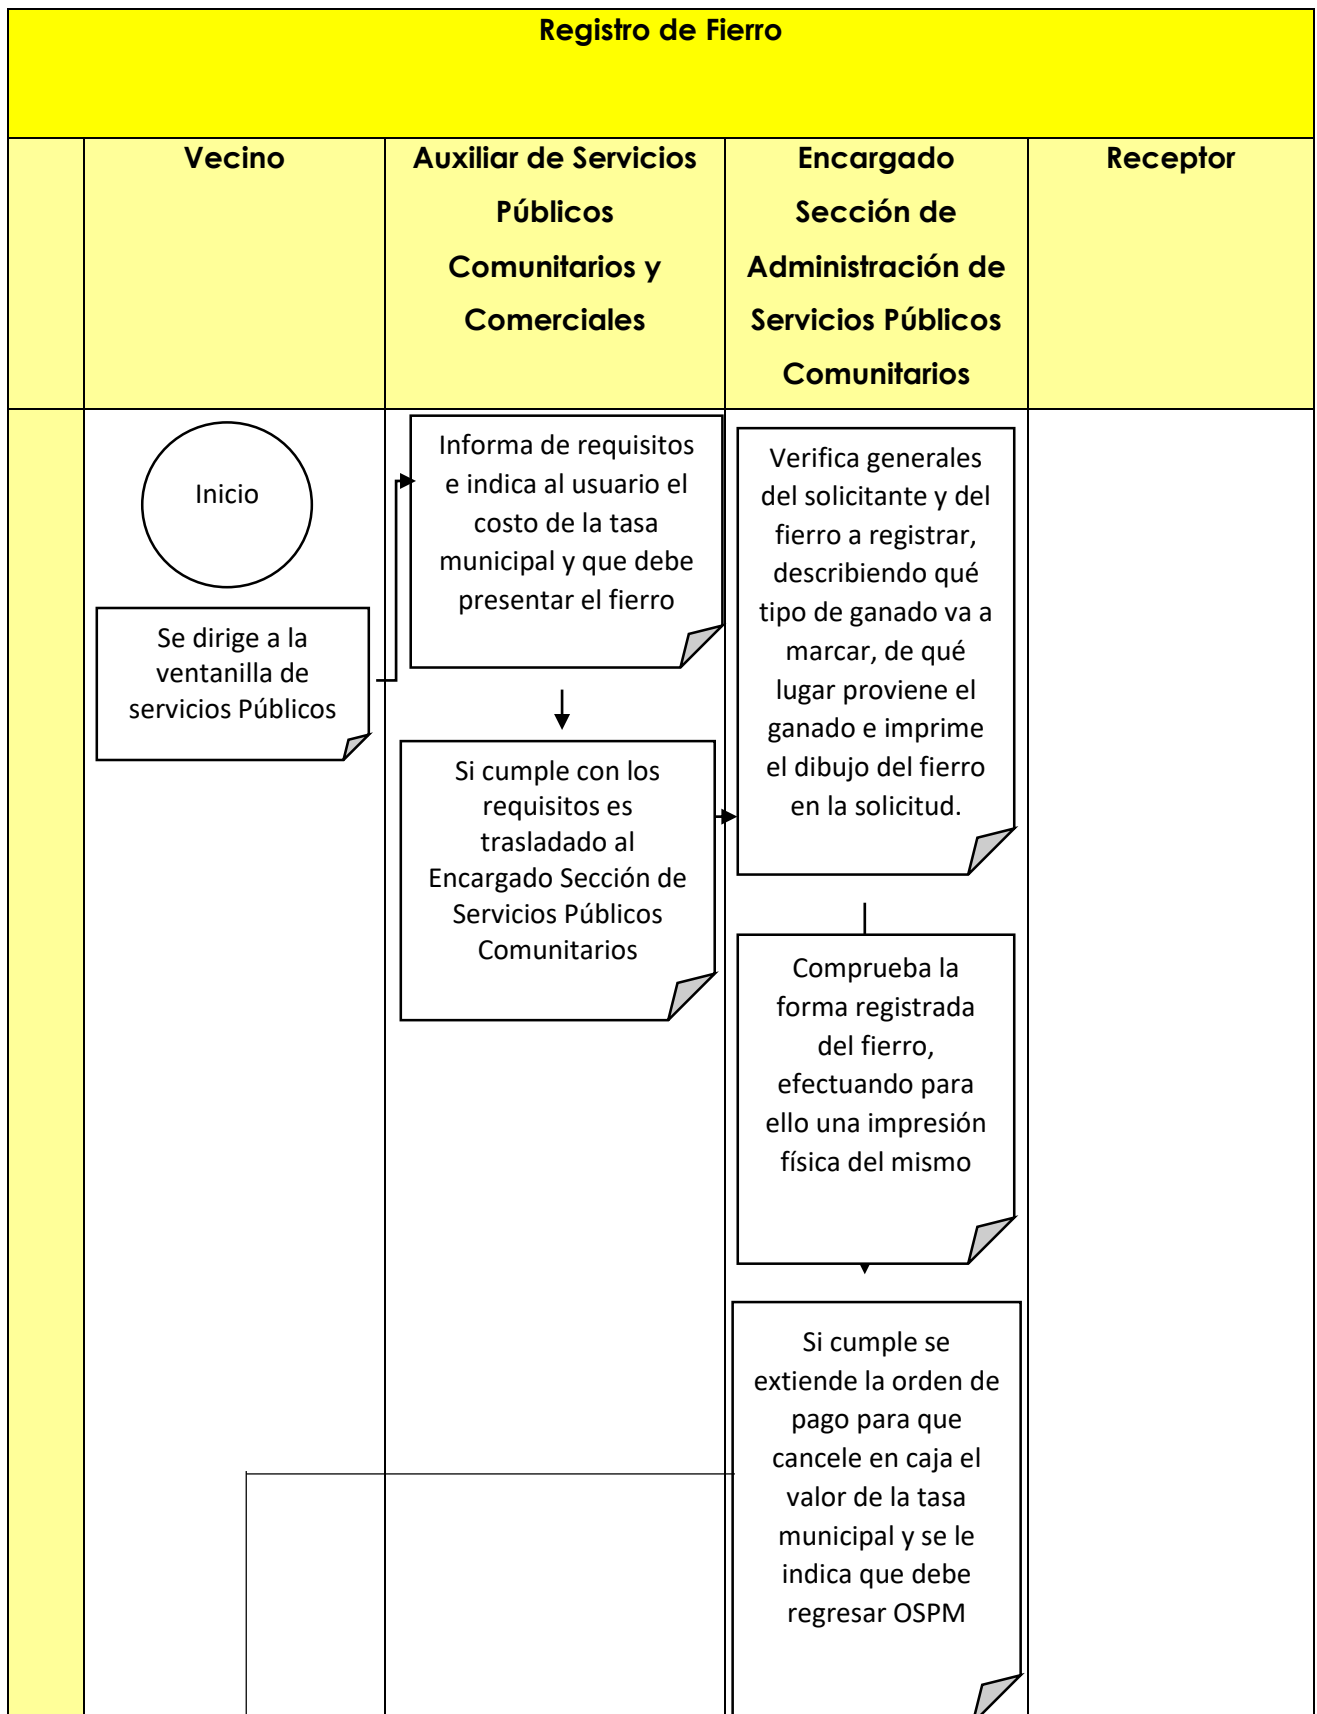 Registro de Fierro
Vecino
Auxiliar de Servicios
Públicos
Comunitarios y
Comerciales
Encargado
Sección de
Administración de
Servicios Públicos
Comunitarios
Receptor
Inicio
Se dirige a la
ventanilla de
servicios Públicos
Informa de requisitos
e indica al usuario el
costo de la tasa
municipal y que debe
presentar el fierro
Si cumple con los
requisitos es
trasladado al
Encargado Sección de
Servicios Públicos
Comunitarios
Verifica generales
del solicitante y del
fierro a registrar,
describiendo qué
tipo de ganado va a
marcar, de qué
lugar proviene el
ganado e imprime
el dibujo del fierro
en la solicitud.
Comprueba la
forma registrada
del fierro,
efectuando para
ello una impresión
física del mismo
Si cumple se
extiende la orden de
pago para que
cancele en caja el
valor de la tasa
municipal y se le
indica que debe
regresar OSPM